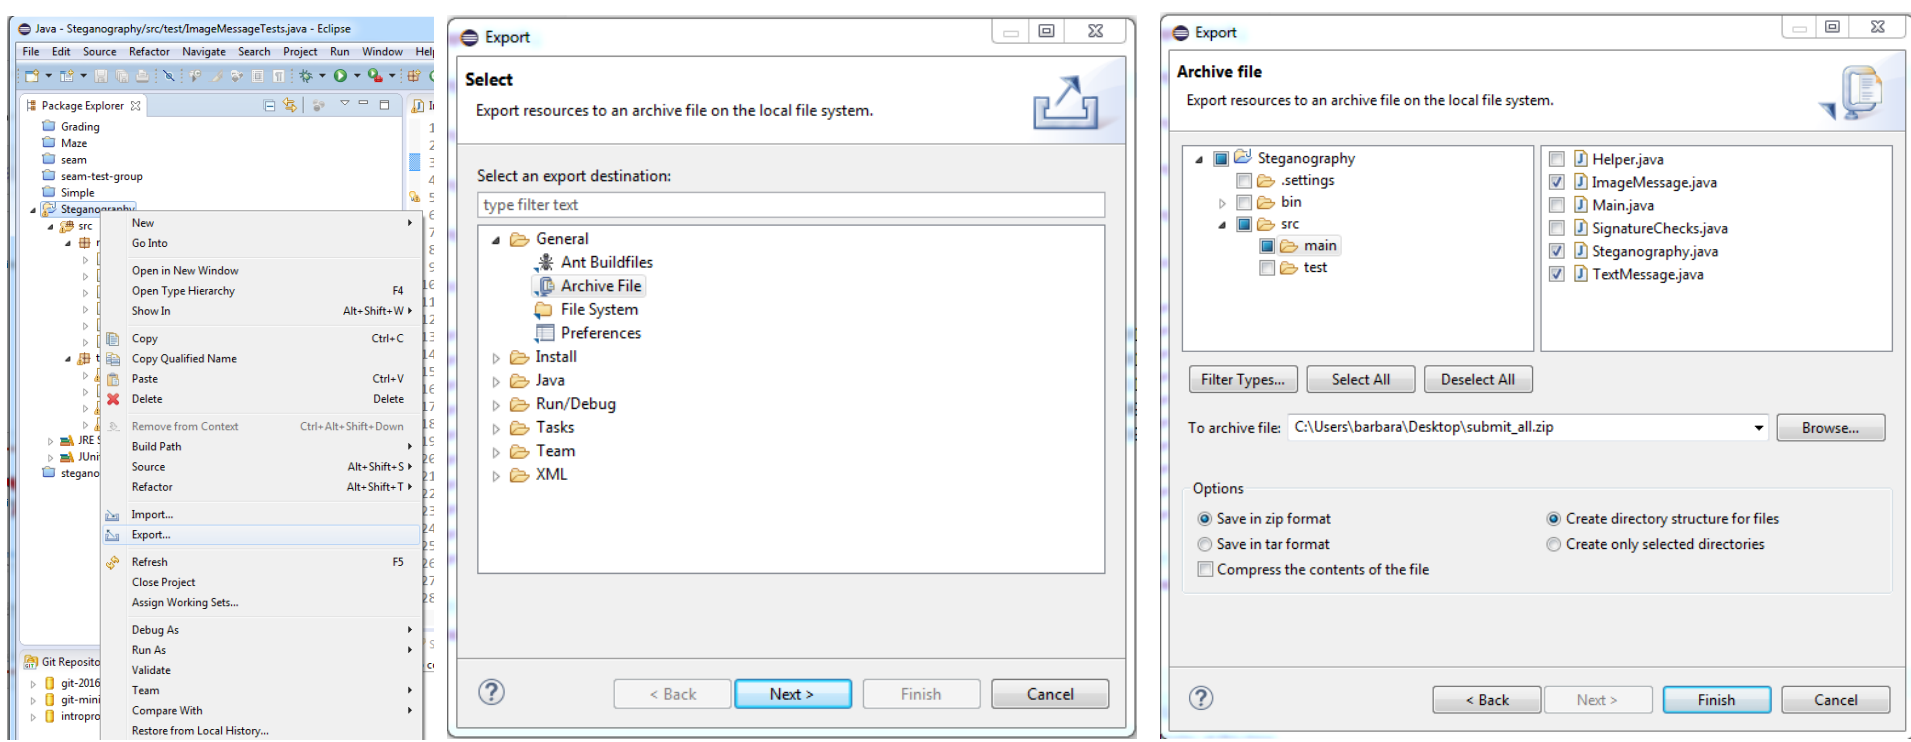 Java - Steganography/src/test/ImageMessageTests.java - Eclipse
File Edit Source Refactor Navigate Search Project Run Window Help
Package Explorer
Grading
Maze
seam
seam-test-group
Simple
Steganography
src
JRE S
JUni
stegano
New
Go Into
Open in New Window
Open Type Hierarchy F4
Show In Alt+Shift+W
Copy Ctrl+C
Copy Qualified Name
Paste Ctrl+V
Delete Delete
Remove from Context Ctrl+Alt+Shift+Down
Build Path
Source Alt+Shift+S
Refactor Alt+Shift+T
Import...
Export...
Refresh F5
Close Project
Assign Working Sets...
Debug As
Run As
Validate
Team
Compare With
Restore from Local History...
Git Reposito
git-2016
git-mini
intropro
Export
Select
Export resources to an archive file on the local file system.
Select an export destination:
type filter text
General
Ant Buildfiles
Archive File
File System
Preferences
Install
Java
Run/Debug
Tasks
Team
XML
< Back Next > Finish Cancel
Export
Archive file
Export resources to an archive file on the local file system.
Steganography
.settings
bin
src
main
test
Helper.java
ImageMessage.java
Main.java
SignatureChecks.java
Steganography.java
TextMessage.java
Filter Types... Select All Deselect All
To archive file: C:\Users\barbara\Desktop\submit_all.zip Browse...
Options
Save in zip format Create directory structure for files
Save in tar format Create only selected directories
Compress the contents of the file
< Back Next > Finish Cancel